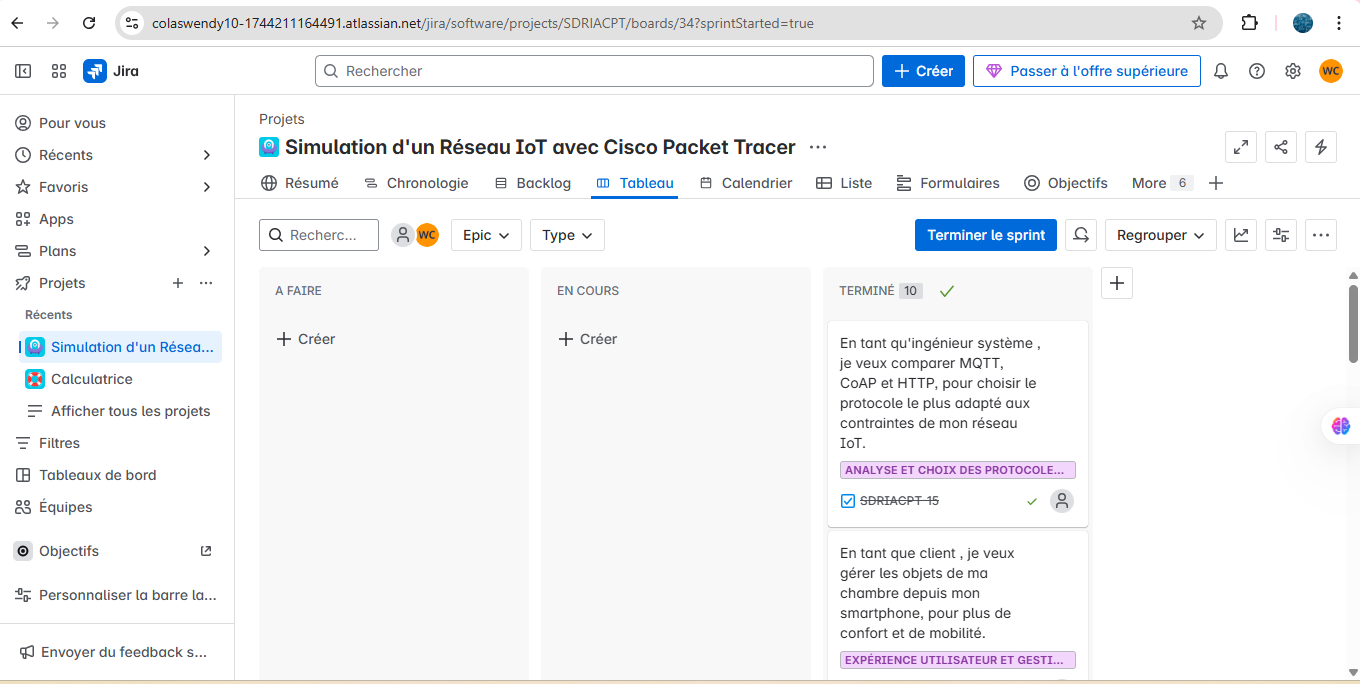 colaswendy10-1744211164491.atlassian.net/jira/software/projects/SDRIACPT/boards/34?sprintStarted=true
Jira
Rechercher
Créer
Passer à l'offre supérieure
WC
Pour vous
Récents
Favoris
Apps
Plans
Projets
Récents
Simulation d'un Résea...
Calculatrice
Afficher tous les projets
Filtres
Tableaux de bord
Équipes
Objectifs
Personnaliser la barre la...
Envoyer du feedback s...
Projets
Simulation d'un Réseau IoT avec Cisco Packet Tracer
Résumé Chronologie Backlog Tableau Calendrier Liste Formulaires Objectifs More 6
Recherc... WC Epic Type Terminer le sprint Regrouper
A FAIRE
Créer
EN COURS
Créer
TERMINÉ 10
En tant qu'ingénieur système ,
je veux comparer MQTT,
CoAP et HTTP, pour choisir le
protocole le plus adapté aux
contraintes de mon réseau
IoT.
ANALYSE ET CHOIX DES PROTOCOLE...
SDRIACPT-15
En tant que client , je veux
gérer les objets de ma
chambre depuis mon
smartphone, pour plus de
confort et de mobilité.
EXPÉRIENCE UTILISATEUR ET GESTI...